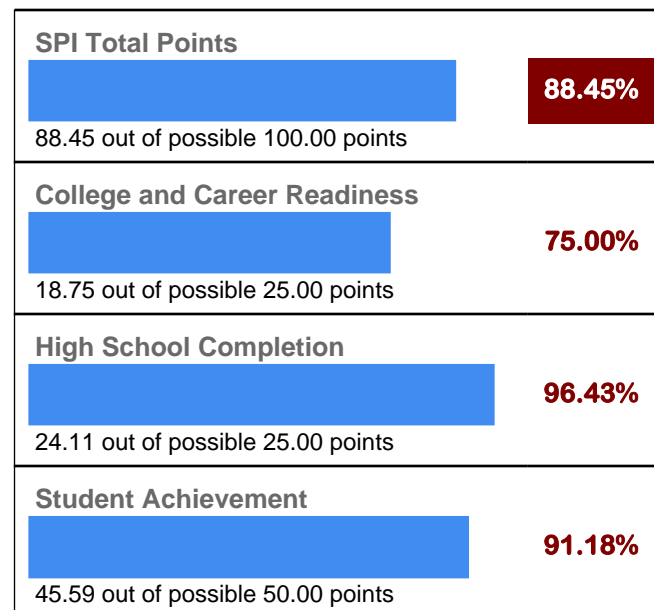 SPI Total Points
88.45%
88.45 out of possible 100.00 points
College and Career Readiness
75.00%
18.75 out of possible 25.00 points
High School Completion
96.43%
24.11 out of possible 25.00 points
Student Achievement
91.18%
45.59 out of possible 50.00 points